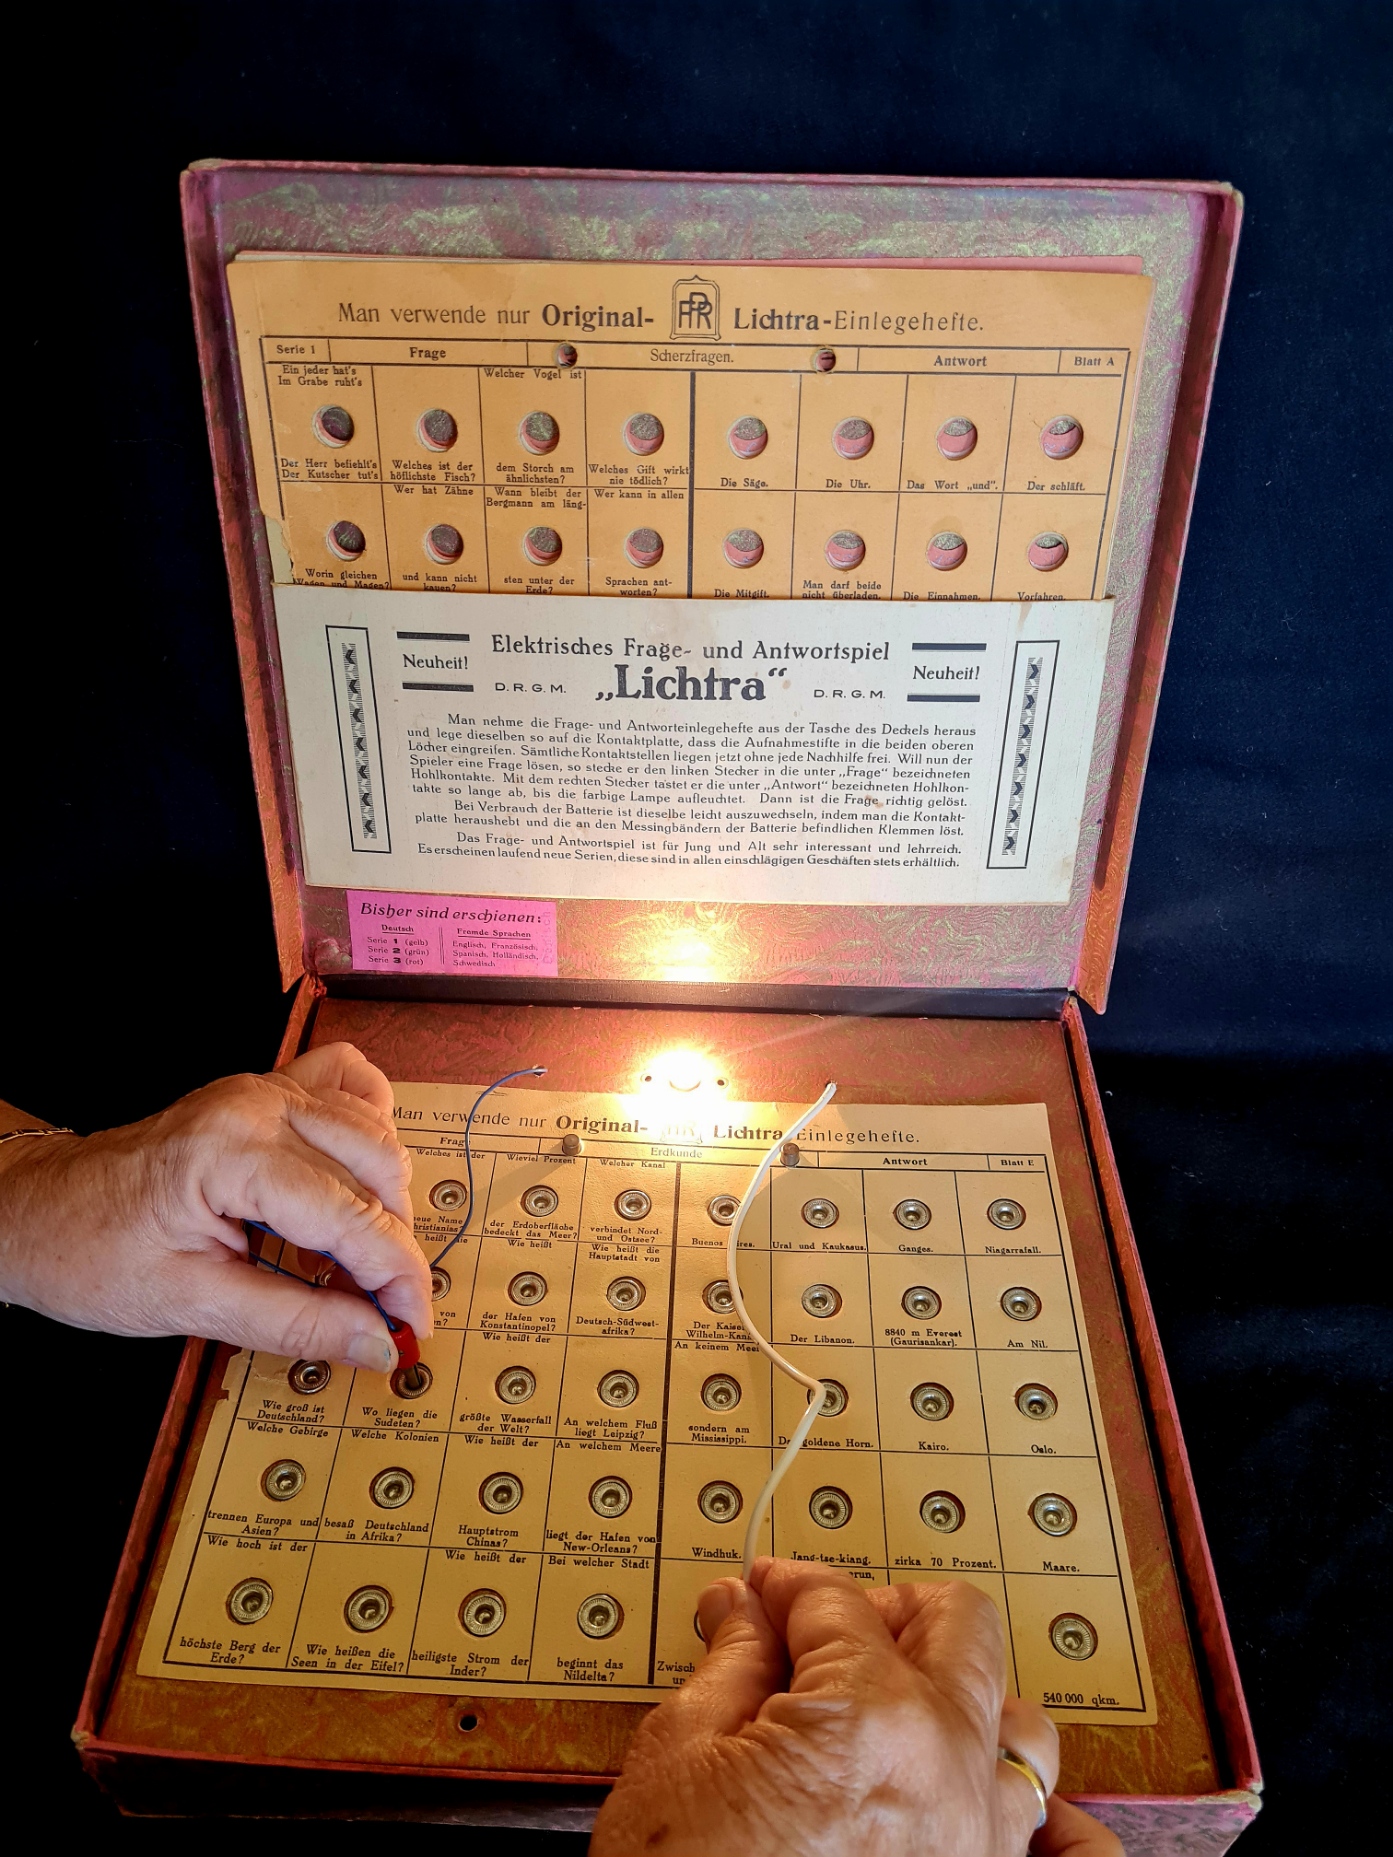 Man verwende nur Original- FPR Lichtra-Einlegehefte.
Serie 1 Frage Scherzfragen. Antwort Blatt A
Ein jeder hat's
Im Grabe ruht's
Der Herr befiehlt's
Der Kutscher tut's
Welches ist der
höflichste Fisch?
Welcher Vogel ist
dem Storch am
ähnlichsten?
Welches Gift wirkt
nie tödlich?
Die Säge.
Die Uhr.
Das Wort „und".
Der schläft.
Worin gleichen
Wagen und Magen?
Wer hat Zähne
und kann nicht
kauen?
Wann bleibt der
Bergmann am läng-
sten unter der
Erde?
Wer kann in allen
Sprachen ant-
worten?
Die Mitgift.
Man darf beide
nicht überladen.
Die Einnahmen.
Vorfahren.
Neuheit!
Elektrisches Frage- und Antwortspiel
D. R. G. M. „Lichtra“ D. R. G. M.
Neuheit!
Man nehme die Frage- und Antworteinlegehefte aus der Tasche des Deckels heraus
und lege dieselben so auf die Kontaktplatte, dass die Aufnahmestifte in die beiden oberen
Löcher eingreifen. Sämtliche Kontaktstellen liegen jetzt ohne jede Nachhilfe frei. Will nun der
Spieler eine Frage lösen, so stecke er den linken Stecker in die unter „Frage“ bezeichneten
Hohlkontakte. Mit dem rechten Stecker tastet er die unter „Antwort“ bezeichneten Hohlkon-
takte so lange ab, bis die farbige Lampe aufleuchtet. Dann ist die Frage richtig gelöst.
Bei Verbrauch der Batterie ist dieselbe leicht auszuwechseln, indem man die Kontakt-
platte heraushebt und die an den Messingbändern der Batterie befindlichen Klemmen löst.
Das Frage- und Antwortspiel ist für Jung und Alt sehr interessant und lehrreich.
Es erscheinen laufend neue Serien, diese sind in allen einschlägigen Geschäften stets erhältlich.
Bisher sind erschienen:
Deutsch
Serie 1 (gelb)
Serie 2 (grün)
Serie 3 (rot)
Fremde Sprachen
Englisch, Französisch,
Spanisch, Holländisch,
Schwedisch
Man verwende nur Original- Lichtra-Einlegehefte.
Frag Erdkunde Antwort Blatt E
Welches ist der
neue Name
hristianias?
Wieviel Prozent
der Erdoberfläche
bedeckt das Meer?
Welcher Kanal
verbindet Nord-
und Ostsee?
Buenos ires.
Ural und Kaukasus.
Ganges.
Niagarafall.
heißt die
von
n?
Wie heißt
der Hafen von
Konstantinopel?
Wie heißt die
Hauptstadt von
Deutsch-Südwest-
afrika?
Der Kaiser
Wilhelm-Kana
Der Libanon.
8840 m Everest
(Gaurisankar).
Am Nil.
Wie groß ist
Deutschland?
Wo liegen die
Sudeten?
Wie heißt der
größte Wasserfall
der Welt?
An welchem Fluß
liegt Leipzig?
An keinem Meer
sondern am
Mississippi.
Das goldene Horn.
Kairo.
Oslo.
Welche Gebirge
trennen Europa und
Asien?
Welche Kolonien
besaß Deutschland
in Afrika?
Wie heißt der
Hauptstrom
Chinas?
An welchem Meere
liegt der Hafen von
New-Orleans?
Windhuk.
Jang-tse-kiang.
zirka 70 Prozent.
Maare.
Wie hoch ist der
höchste Berg der
Erde?
Wie heißen die
Seen in der Eifel?
Wie heißt der
heiligste Strom der
Inder?
Bei welcher Stadt
beginnt das
Nildelta?
Zwisch
un
erun,
540 000 qkm.